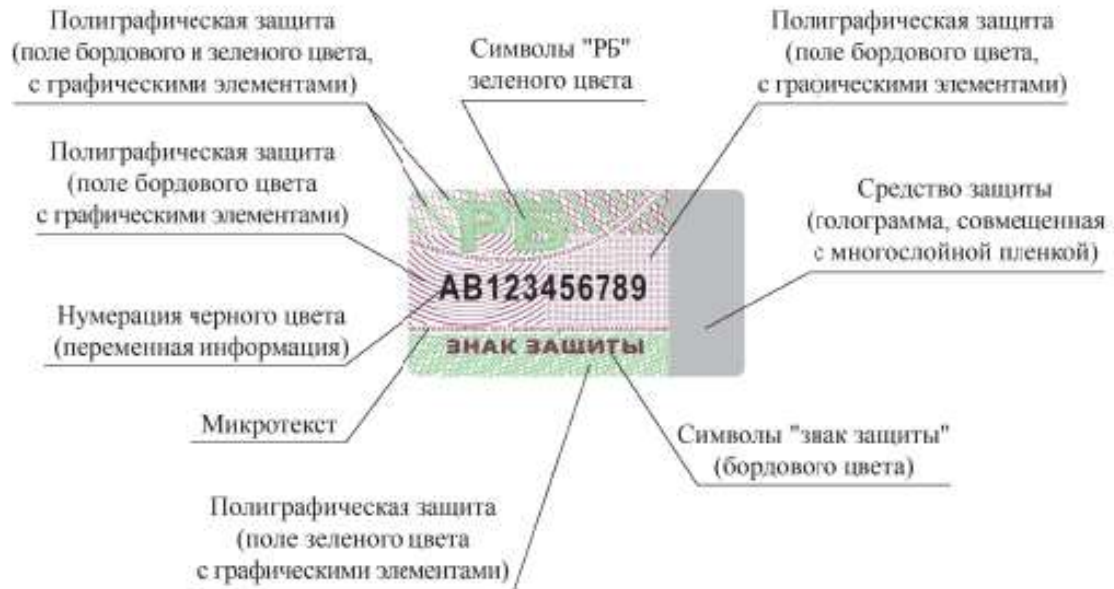 Полиграфическая защита
(поле бордового и зеленого цвета,
с графическими элементами)
Символы "РБ"
зеленого цвета
Полиграфическая защита
(поле бордового цвета,
с графическими элементами)
Полиграфическая защита
(поле бордового цвета
с графическими элементами)
Средство защиты
(голограмма, совмещенная
с многослойной пленкой)
РБ
АВ123456789
ЗНАК ЗАЩИТЫ
Нумерация черного цвета
(переменная информация)
Микротекст
Символы "знак защиты"
(бордового цвета)
Полиграфическая защита
(поле зеленого цвета
с графическими элементами)